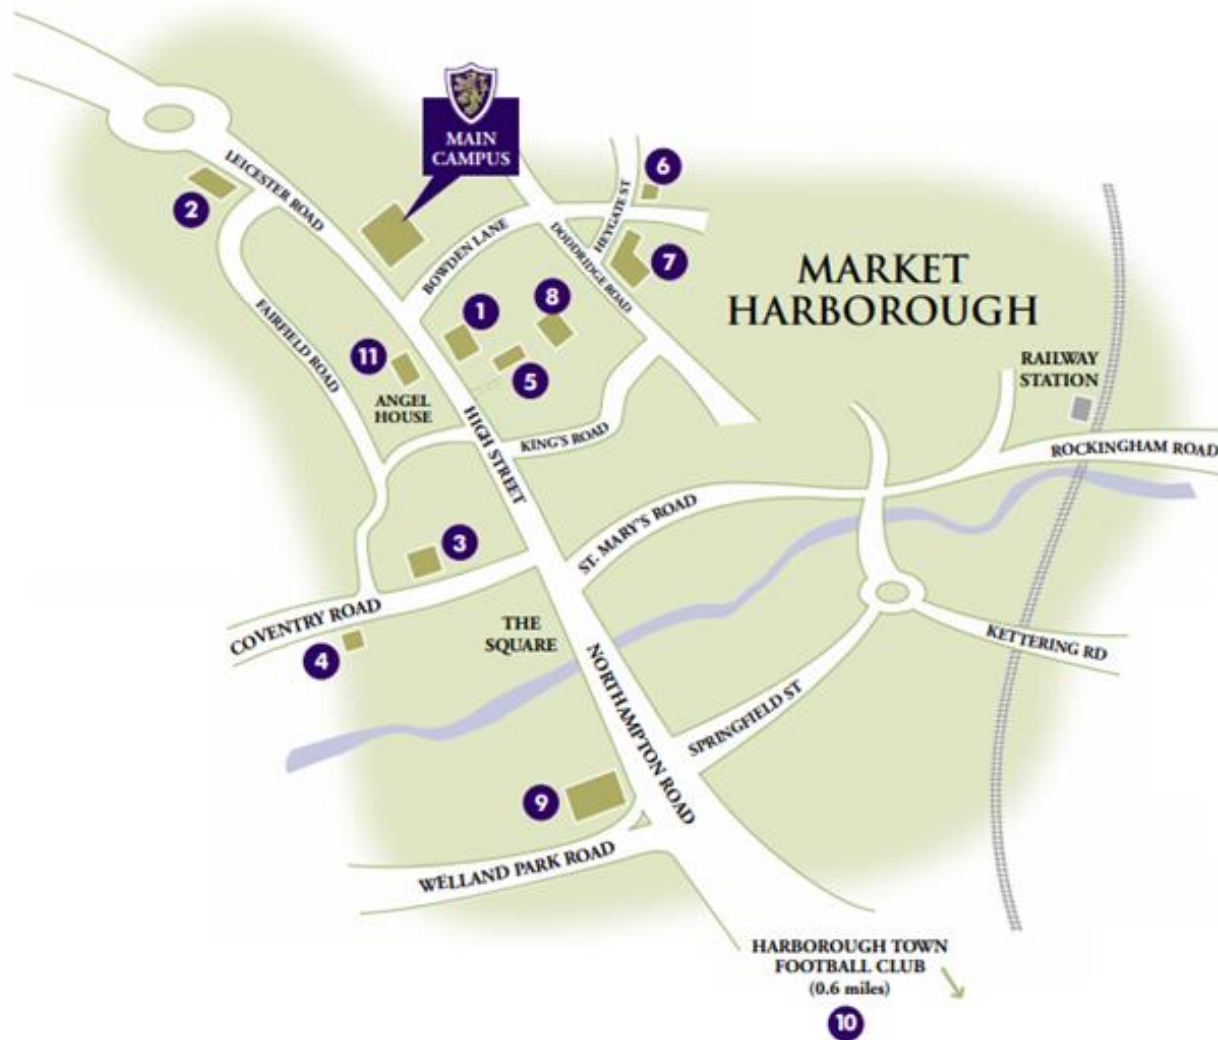 MAIN
CAMPUS
6
LEICESTER ROAD
2
HEYGATE ST
BOWDEN LANE
DODDRIDGE ROAD
7
MARKET
HARBOROUGH
8
1
FAIRFIELD ROAD
11
5
RAILWAY
STATION
ANGEL
HOUSE
HIGH STREET
KING'S ROAD
ROCKINGHAM ROAD
ST. MARY'S ROAD
3
COVENTRY ROAD
THE
SQUARE
4
KETTERING RD
NORTHAMPTON ROAD
SPRINGFIELD ST
9
WELLAND PARK ROAD
HARBOROUGH TOWN
FOOTBALL CLUB
(0.6 miles)
10